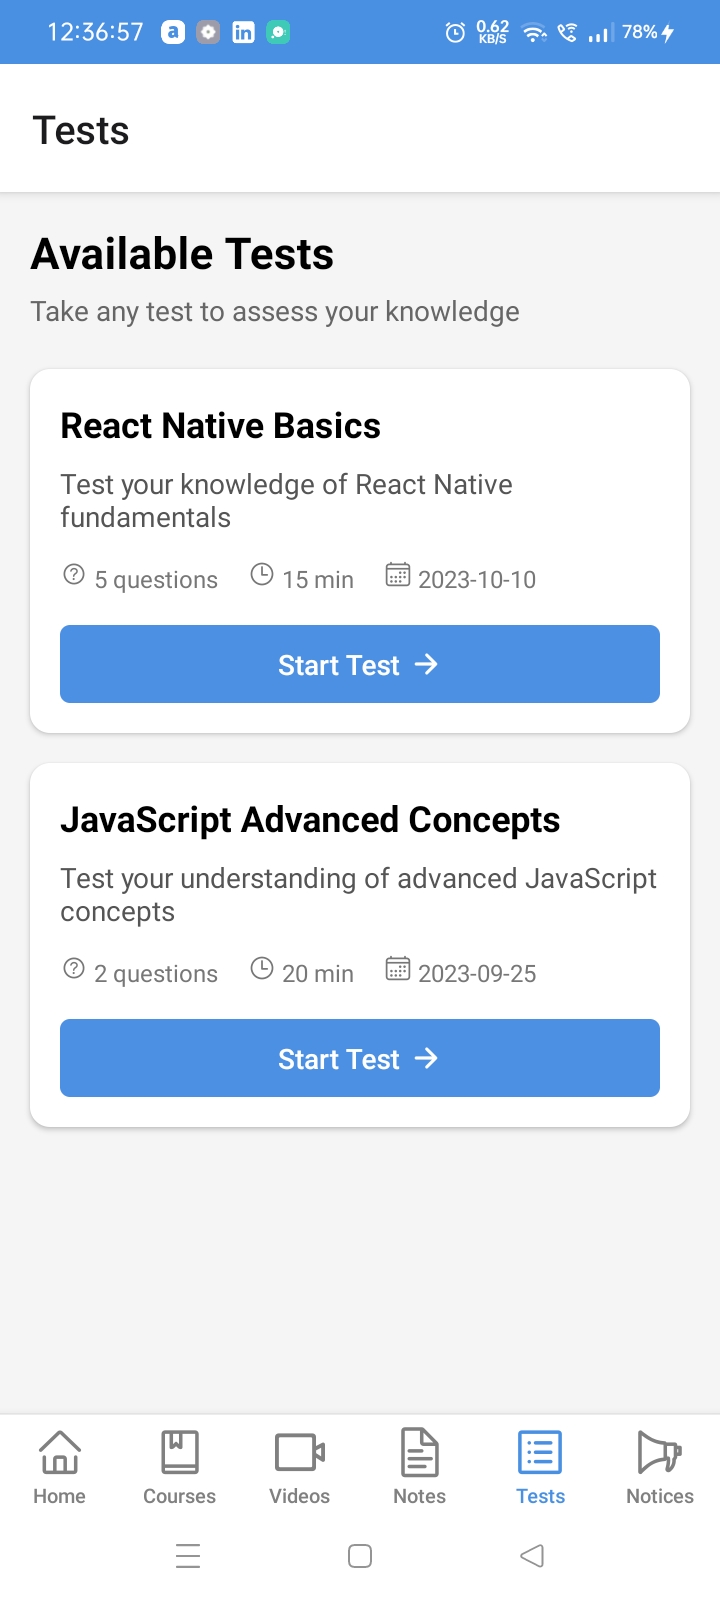 12:36:57 a in 0.62 KB/S 78%
Tests
Available Tests
Take any test to assess your knowledge
React Native Basics
Test your knowledge of React Native
fundamentals
5 questions 15 min 2023-10-10
Start Test →
JavaScript Advanced Concepts
Test your understanding of advanced JavaScript
concepts
2 questions 20 min 2023-09-25
Start Test →
Home Courses Videos Notes Tests Notices